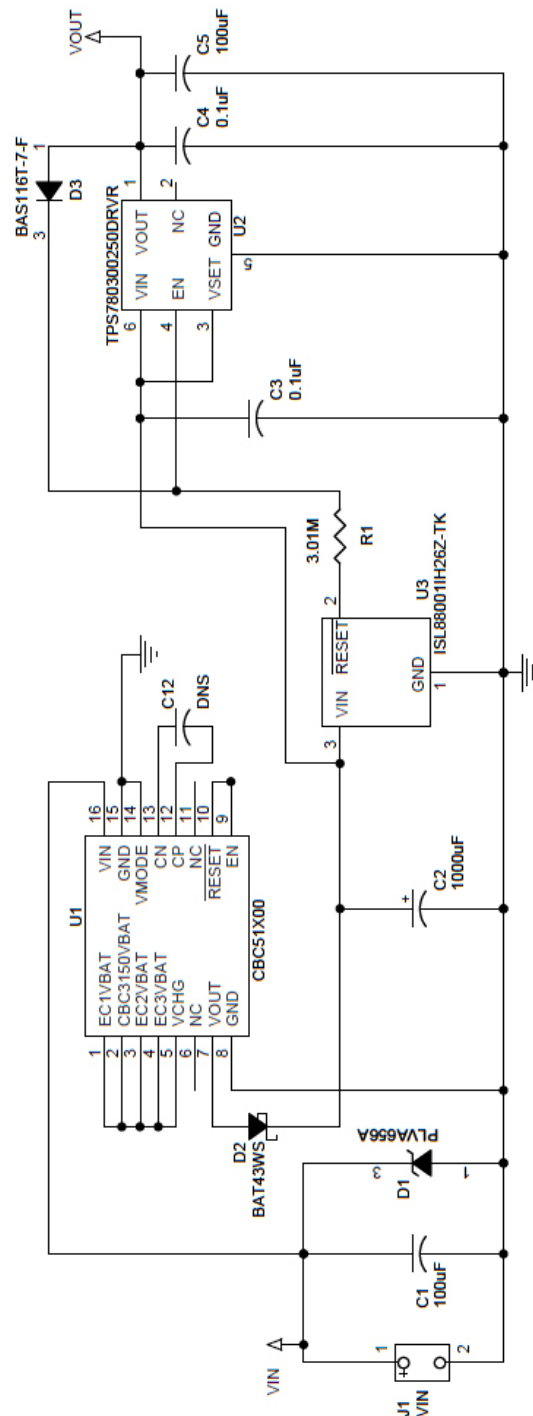 VIN
J1
VIN
+
1
2
C1
100uF
D1
PLVA656A
3
1
D2
BAT43WS
U1
CBC51X00
1 EC1VBAT
2 CBC3150VBAT
3 EC2VBAT
4 EC3VBAT
5 VCHG
6 NC
7 VOUT
8 GND
VIN 16
GND 15
VMODE 14
CN 13
CP 12
NC 11
RESET 10
EN 9
C12
DNS
C2
1000uF
+
U3
ISL88001IH26Z-TK
3 VIN
RESET 2
GND
1
3.01M
R1
C3
0.1uF
TPS780300250DRVR
U2
6 VIN
4 EN
3 VSET
VOUT 1
NC 2
GND
5
BAS116T-7-F
D3
3
1
C4
0.1uF
C5
100uF
VOUT